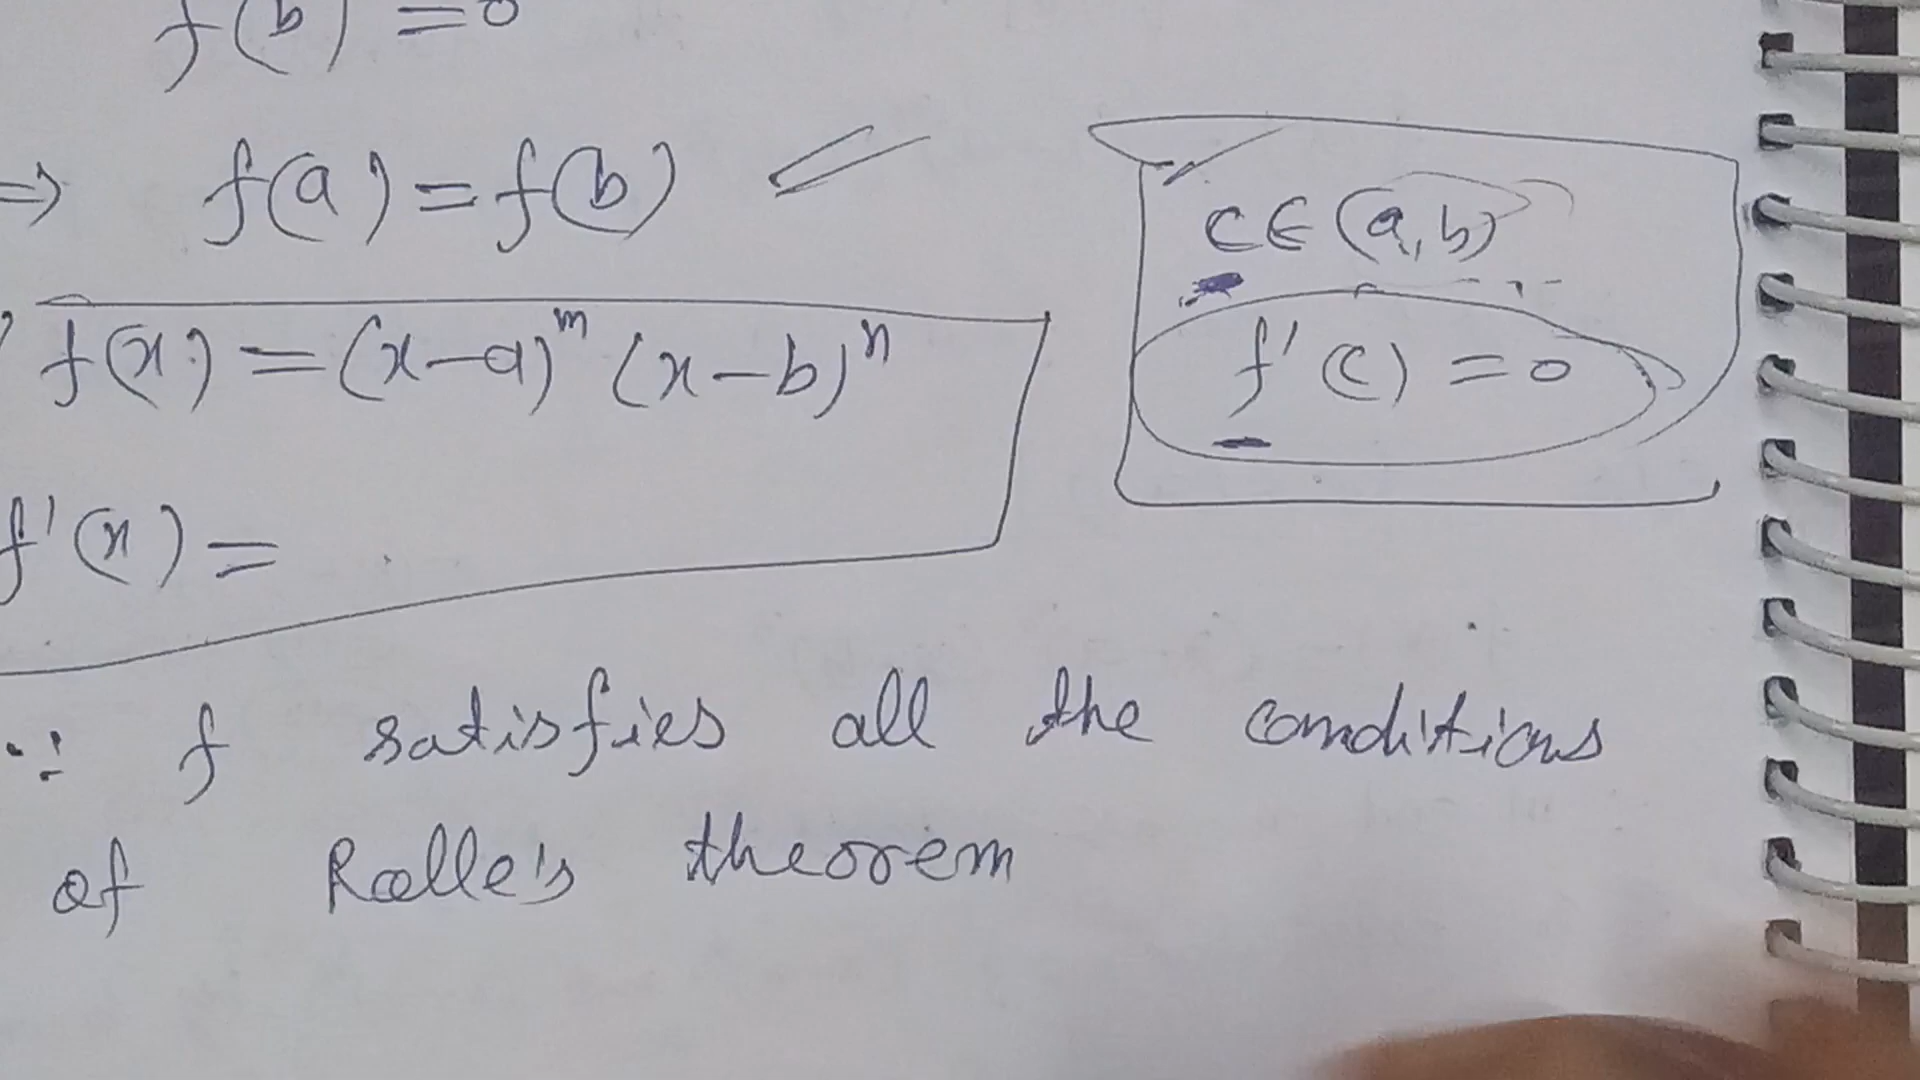 f(b) = 0
⇒ f(a) = f(b)
c ∈ (a,b)
f'(c) = 0
f(x) = (x-a)^m (x-b)^n
f'(x) =
∵ f satisfies all the conditions
of Rolle's theorem